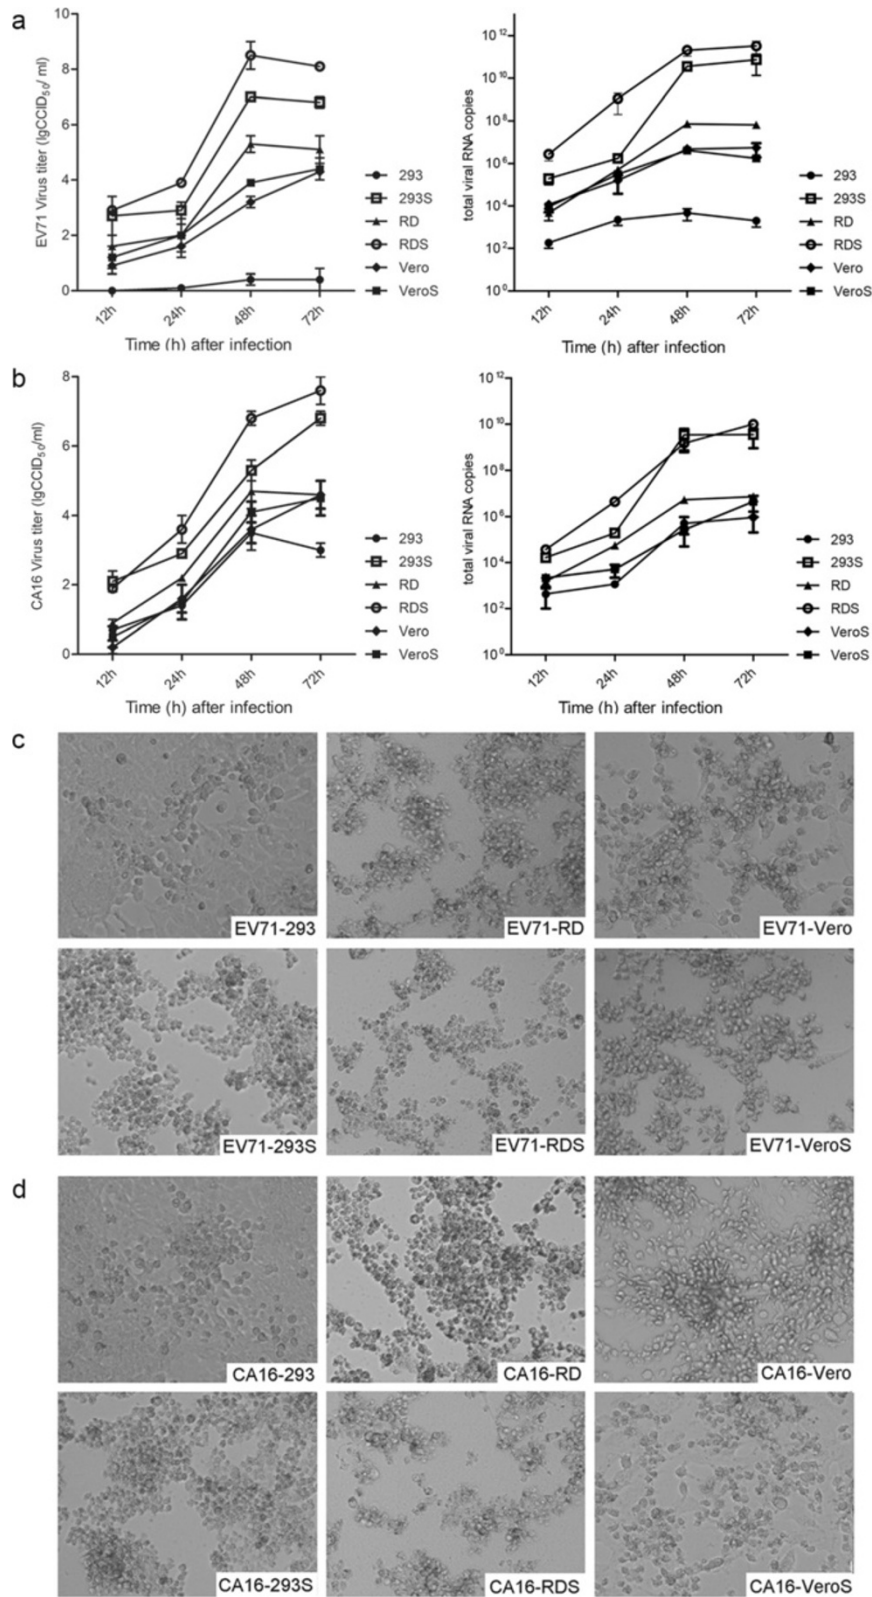 a
EV71 Virus titer (lgCCID50/ ml)
10
8
6
4
2
0
12h
24h
48h
72h
Time (h) after infection
293
293S
RD
RDS
Vero
VeroS
total viral RNA copies
10^12
10^10
10^8
10^6
10^4
10^2
10^0
12h
24h
48h
72h
Time (h) after infection
293
293S
RD
RDS
Vero
VeroS
b
CA16 Virus titer (lgCCID50/ml)
8
6
4
2
0
12h
24h
48h
72h
Time (h) after infection
293
293S
RD
RDS
Vero
VeroS
total viral RNA copies
10^12
10^10
10^8
10^6
10^4
10^2
10^0
12h
24h
48h
72h
Time (h) after infection
293
293S
RD
RDS
VeroS
VeroS
c
EV71-293
EV71-RD
EV71-Vero
EV71-293S
EV71-RDS
EV71-VeroS
d
CA16-293
CA16-RD
CA16-Vero
CA16-293S
CA16-RDS
CA16-VeroS